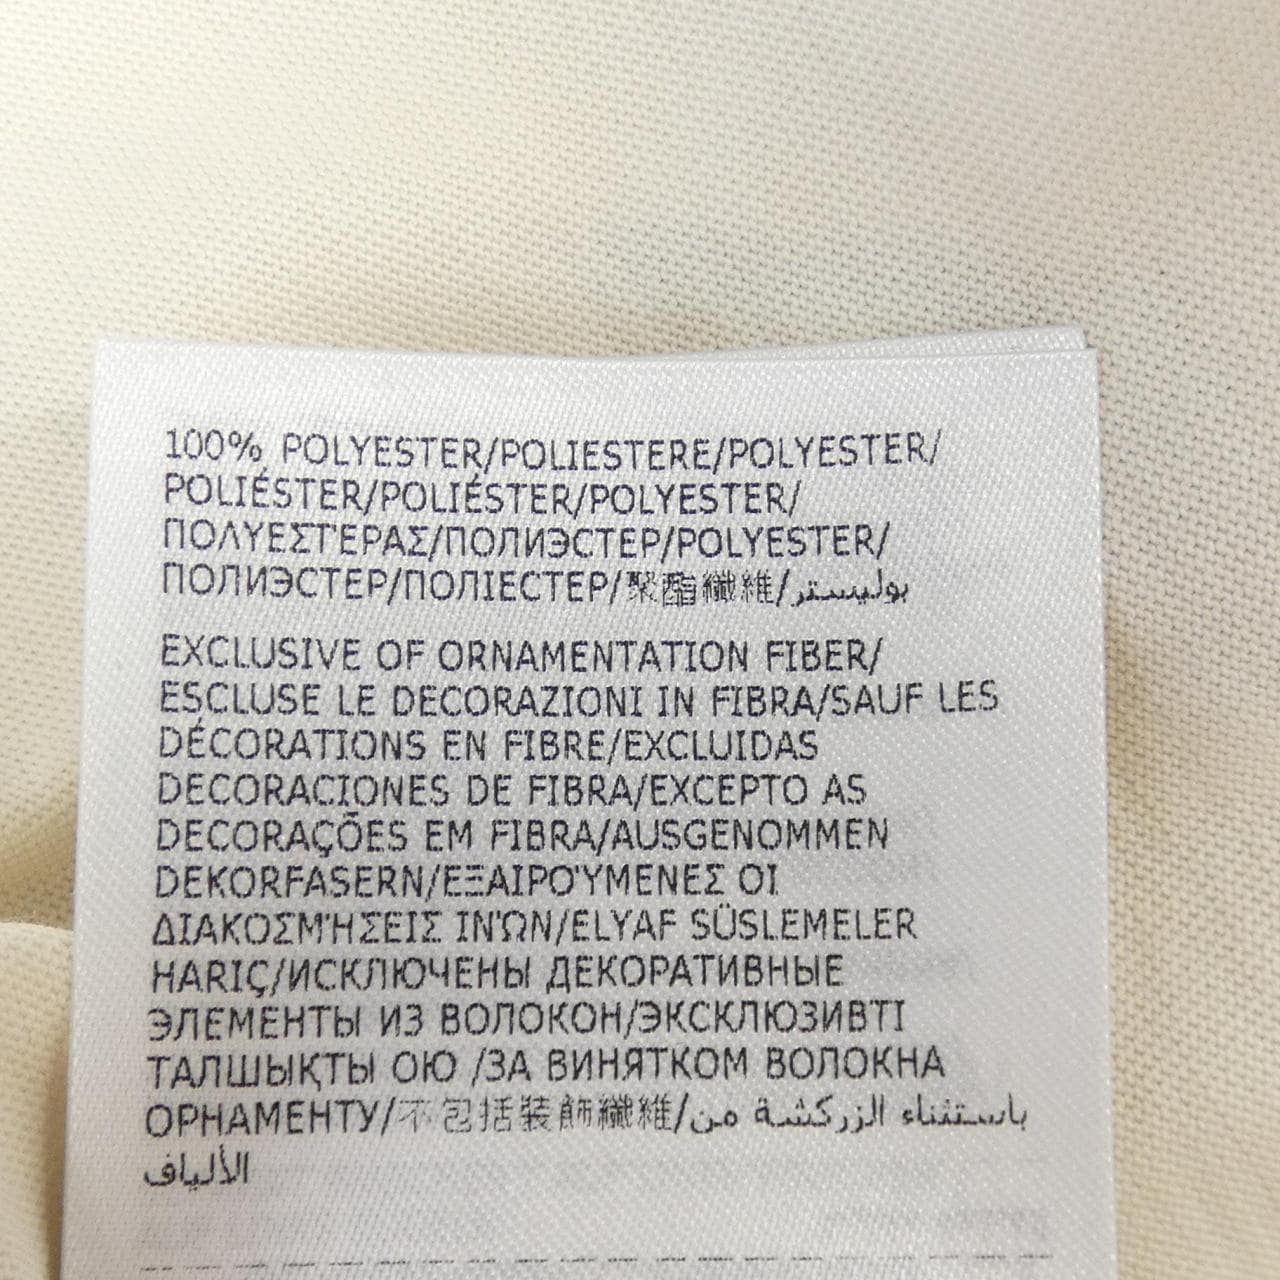 100% POLYESTER/POLIESTERE/POLYESTER/
POLIÉSTER/POLIÉSTER/POLYESTER/
ΠΟΛΥΕΣΤΈΡΑΣ/ПОЛИЭСТЕР/POLYESTER/
ПОЛИЭСТЕР/ПОЛІЕСТЕР/聚酯纖維/بوليستر
EXCLUSIVE OF ORNAMENTATION FIBER/
ESCLUSE LE DECORAZIONI IN FIBRA/SAUF LES
DÉCORATIONS EN FIBRE/EXCLUIDAS
DECORACIONES DE FIBRA/EXCEPTO AS
DECORAÇÕES EM FIBRA/AUSGENOMMEN
DEKORFASERN/ΕΞΑΙΡΟΎΜΕΝΕΣ ΟΙ
ΔΙΑΚΟΣΜΉΣΕΙΣ ΙΝΏΝ/ELYAF SÜSLEMELER
HARIÇ/ИСКЛЮЧЕНЫ ДЕКОРАТИВНЫЕ
ЭЛЕМЕНТЫ ИЗ ВОЛОКОН/ЭКСКЛЮЗИВТІ
ТАЛШЫҚТЫ ОЮ /ЗА ВИНЯТКОМ ВОЛОКНА
ОРНАМЕНТУ/不包括裝飾纖維/باستثناء الزركشة من
الألياف